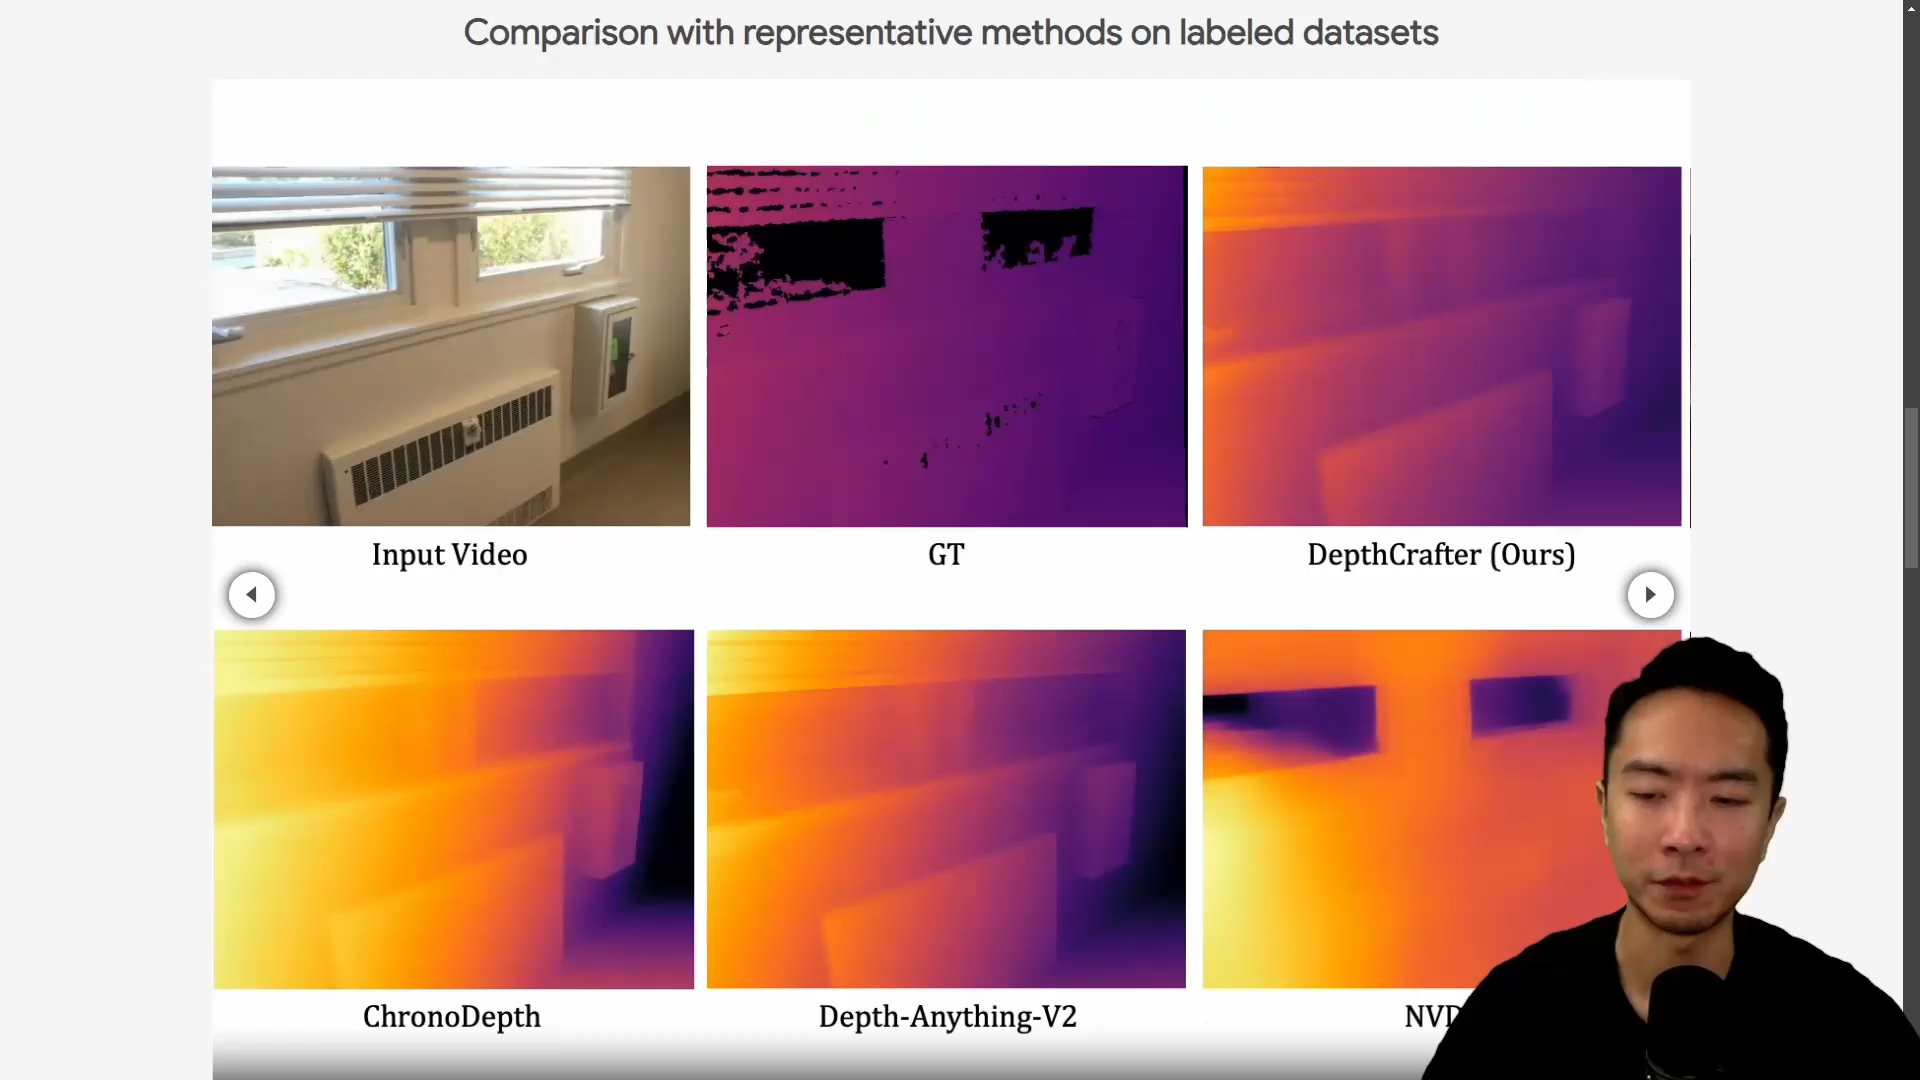 Comparison with representative methods on labeled datasets
Input Video
GT
DepthCrafter (Ours)
ChronoDepth
Depth-Anything-V2